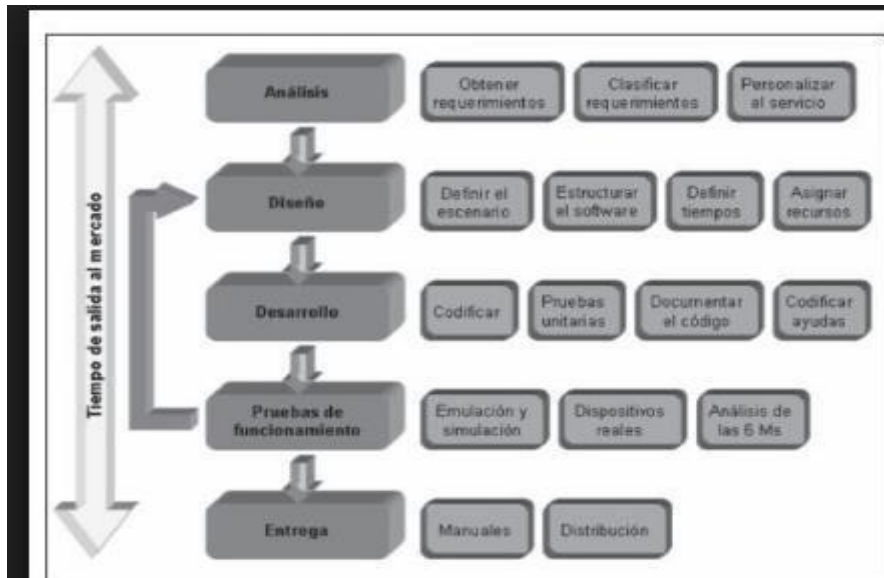 Tiempo de salida al mercado
Análisis
Obtener
requerimientos
Clasificar
requerimientos
Personalizar
el servicio
Diseño
Definir el
escenario
Estructurar
el software
Definir
tiempos
Asignar
recursos
Desarrollo
Codificar
Pruebas
unitarias
Documentar
el código
Codificar
ayudas
Pruebas de
funcionamiento
Emulación y
simulación
Dispositivos
reales
Análisis de
las 6 Ms
Entrega
Manuales
Distribución